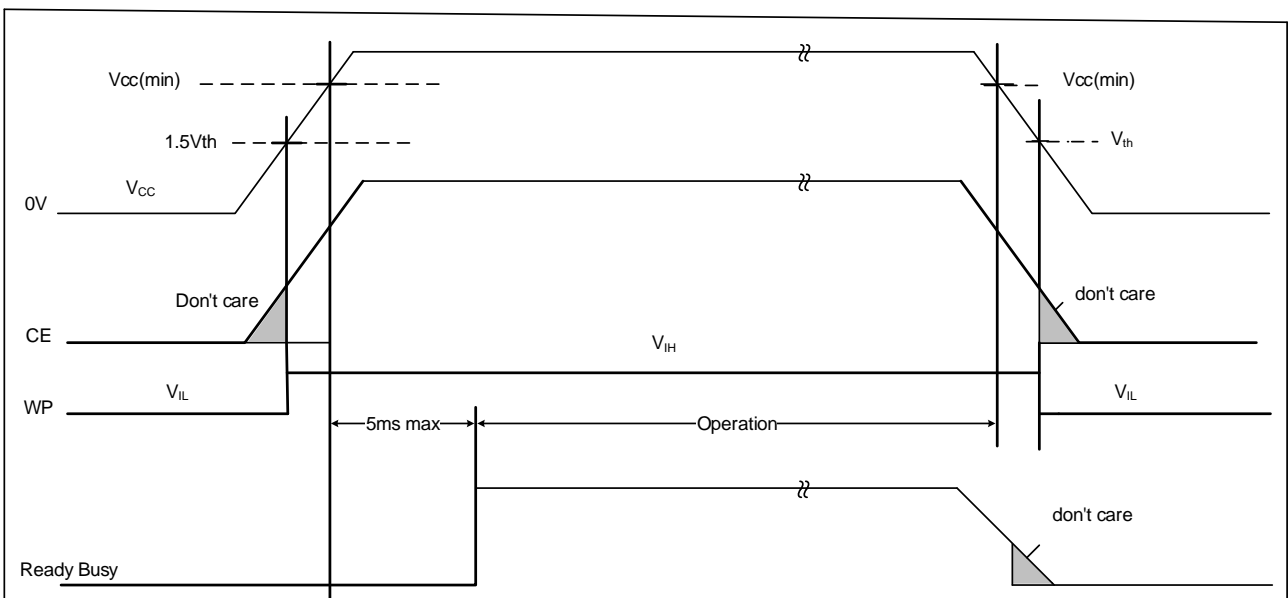 Vcc(min)
Vcc(min)
1.5Vth
Vth
VCC
0V
Don't care
don't care
CE
VIH
VIL
VIL
WP
5ms max
Operation
don't care
Ready Busy